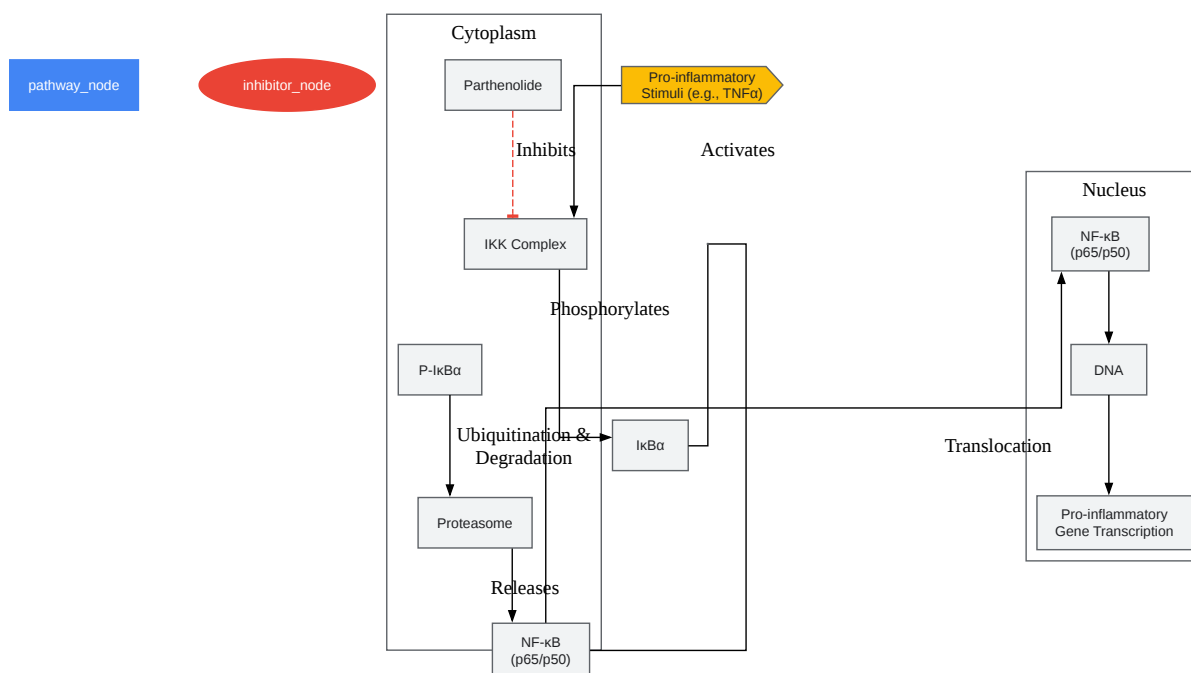 Cytoplasm
pathway_node
inhibitor_node
Parthenolide
Pro-inflammatory
Stimuli (e.g., TNFα)
Inhibits
Activates
Nucleus
IKK Complex
NF-κB
(p65/p50)
Phosphorylates
P-IκBα
DNA
Ubiquitination &
Degradation
IκBα
Translocation
Proteasome
Pro-inflammatory
Gene Transcription
Releases
NF-κB
(p65/p50)